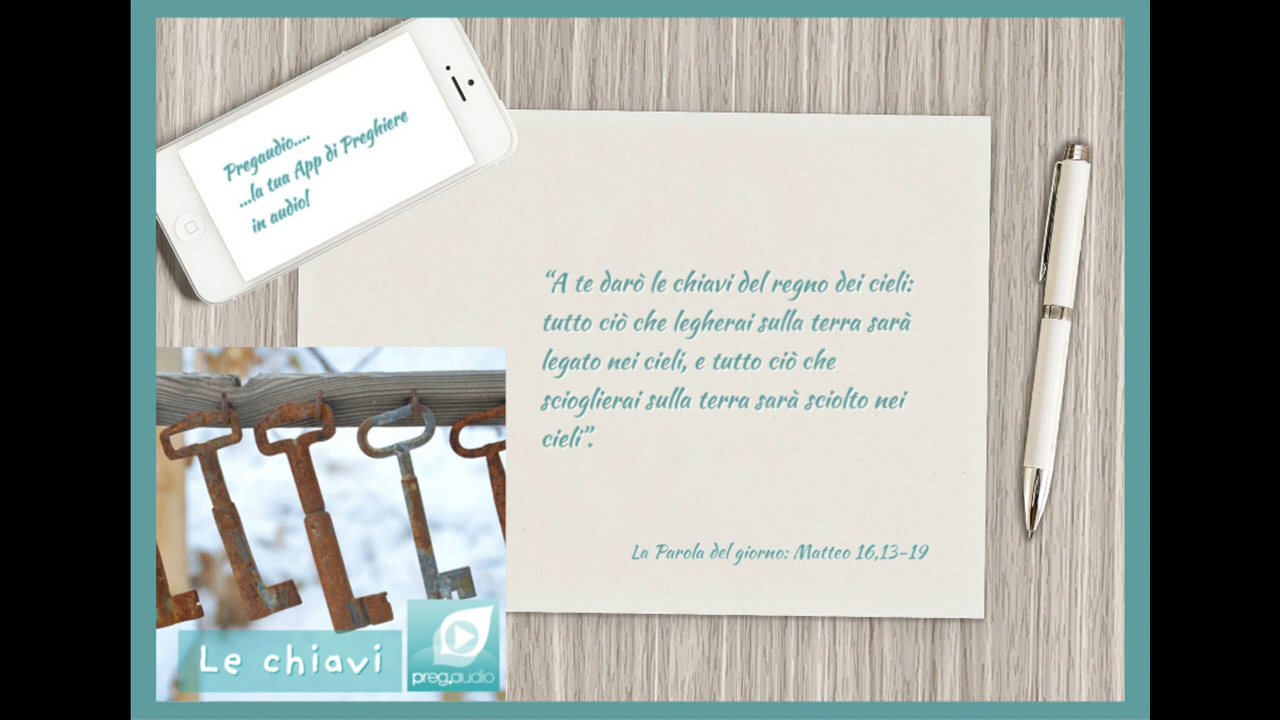 Pregaudio....
...la tua App di Preghiere
in audio!
“A te darò le chiavi del regno dei cieli:
tutto ciò che legherai sulla terra sarà
legato nei cieli, e tutto ciò che
scioglierai sulla terra sarà sciolto nei
cieli”.
La Parola del giorno: Matteo 16,13-19
Le chiavi
preg.audio